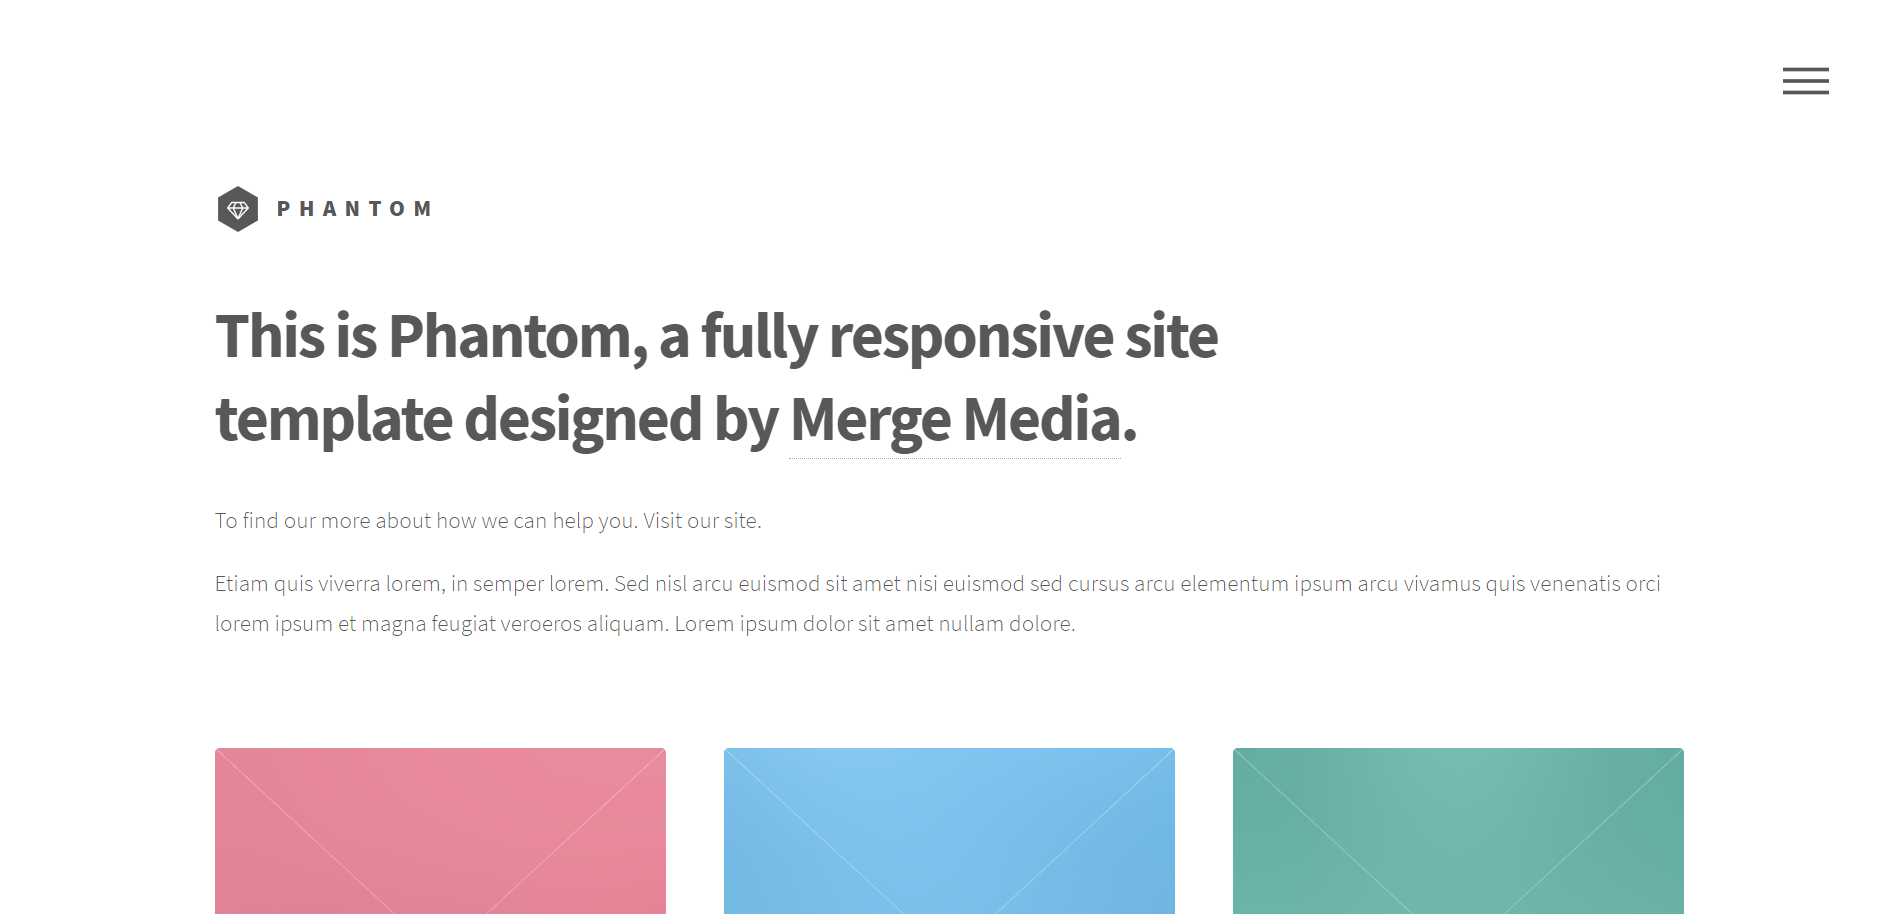 PHANTOM
This is Phantom, a fully responsive site
template designed by Merge Media.
To find our more about how we can help you. Visit our site.
Etiam quis viverra lorem, in semper lorem. Sed nisl arcu euismod sit amet nisi euismod sed cursus arcu elementum ipsum arcu vivamus quis venenatis orci
lorem ipsum et magna feugiat veroeros aliquam. Lorem ipsum dolor sit amet nullam dolore.